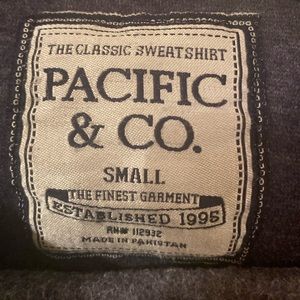 THE CLASSIC SWEATSHIRT
PACIFIC
& CO.
SMALL
THE FINEST GARMENT
ESTABLISHED 1995
RN# 112932
MADE IN PAKISTAN